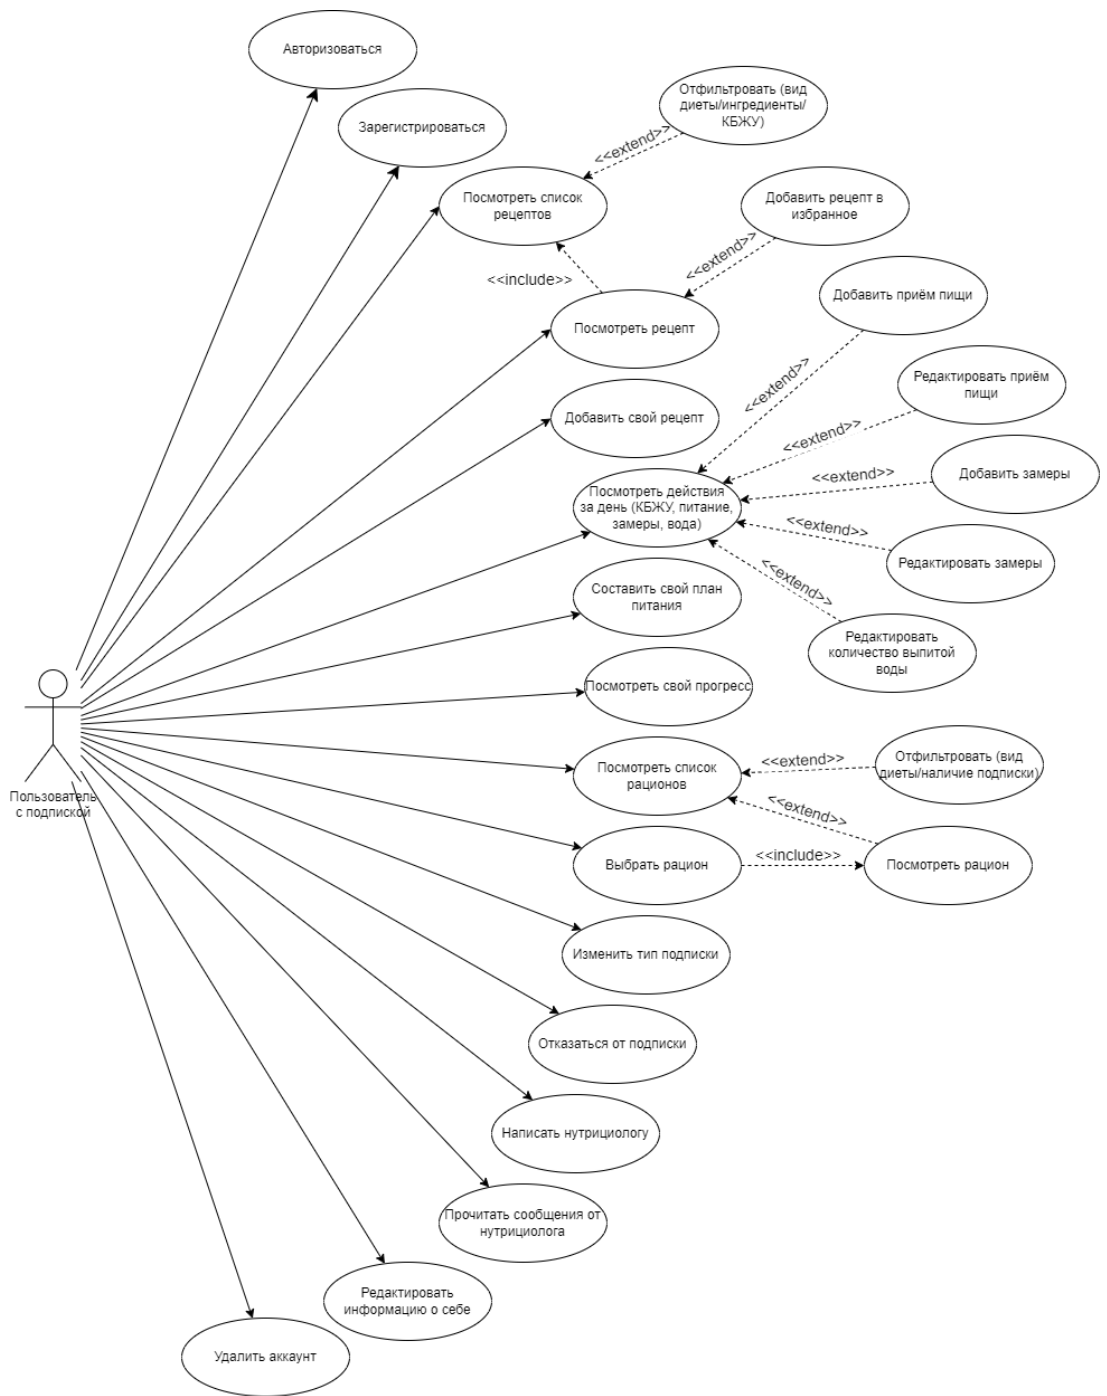 Авторизоваться
Зарегистрироваться
Отфильтровать (вид
диеты/ингредиенты/
КБЖУ)
<<extend>>
Посмотреть список
рецептов
Добавить рецепт в
избранное
<<extend>>
<<include>>
Посмотреть рецепт
Добавить приём пищи
<<extend>>
Редактировать приём
пищи
<<extend>>
Добавить свой рецепт
Добавить замеры
<<extend>>
Посмотреть действия
за день (КБЖУ, питание,
замеры, вода)
<<extend>>
Редактировать замеры
<<extend>>
Редактировать
количество выпитой
воды
Составить свой план
питания
Посмотреть свой прогресс
Посмотреть список
рационов
<<extend>>
Отфильтровать (вид
диеты/наличие подписки)
<<extend>>
Пользователь
с подпиской
Выбрать рацион
<<include>>
Посмотреть рацион
Изменить тип подписки
Отказаться от подписки
Написать нутрициологу
Прочитать сообщения от
нутрициолога
Редактировать
информацию о себе
Удалить аккаунт